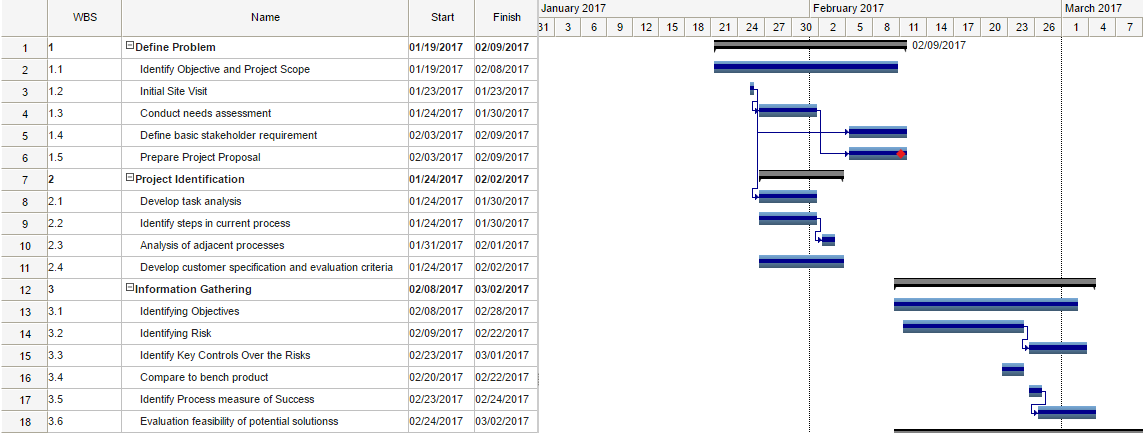 WBS Name Start Finish January 2017 February 2017 March 2017
31 3 6 9 12 15 18 21 24 27 30 2 5 8 11 14 17 20 23 26 1 4 7
1 1 Define Problem 01/19/2017 02/09/2017 02/09/2017
2 1.1 Identify Objective and Project Scope 01/19/2017 02/08/2017
3 1.2 Initial Site Visit 01/23/2017 01/23/2017
4 1.3 Conduct needs assessment 01/24/2017 01/30/2017
5 1.4 Define basic stakeholder requirement 02/03/2017 02/09/2017
6 1.5 Prepare Project Proposal 02/03/2017 02/09/2017
7 2 Project Identification 01/24/2017 02/02/2017
8 2.1 Develop task analysis 01/24/2017 01/30/2017
9 2.2 Identify steps in current process 01/24/2017 01/30/2017
10 2.3 Analysis of adjacent processes 01/31/2017 02/01/2017
11 2.4 Develop customer specification and evaluation criteria 01/24/2017 02/02/2017
12 3 Information Gathering 02/08/2017 03/02/2017
13 3.1 Identifying Objectives 02/08/2017 02/28/2017
14 3.2 Identifying Risk 02/09/2017 02/22/2017
15 3.3 Identify Key Controls Over the Risks 02/23/2017 03/01/2017
16 3.4 Compare to bench product 02/20/2017 02/22/2017
17 3.5 Identify Process measure of Success 02/23/2017 02/24/2017
18 3.6 Evaluation feasibility of potential solutionss 02/24/2017 03/02/2017